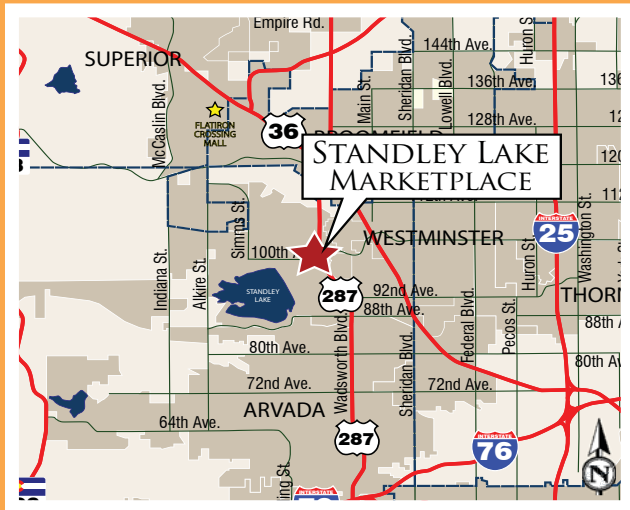 Empire Rd.
SUPERIOR
144th Ave.
Huron St.
136th Ave.
McCaslin Blvd.
Main St.
Sheridan Blvd.
Lowell Blvd.
FLATIRON
CROSSING
MALL
36
128th Ave.
STANDLEY LAKE
MARKETPLACE
Simms St.
100th
WESTMINSTER
INTERSTATE
25
Washington St.
Huron St.
Indiana St.
Alkire St.
STANDLEY
LAKE
287
92nd Ave.
88th Ave.
Wadsworth Blvd.
Sheridan Blvd.
Federal Blvd.
Pecos St.
80th Ave.
80th
72nd Ave.
72nd Ave.
ARVADA
64th Ave.
287
INTERSTATE
76
N
INTERSTATE